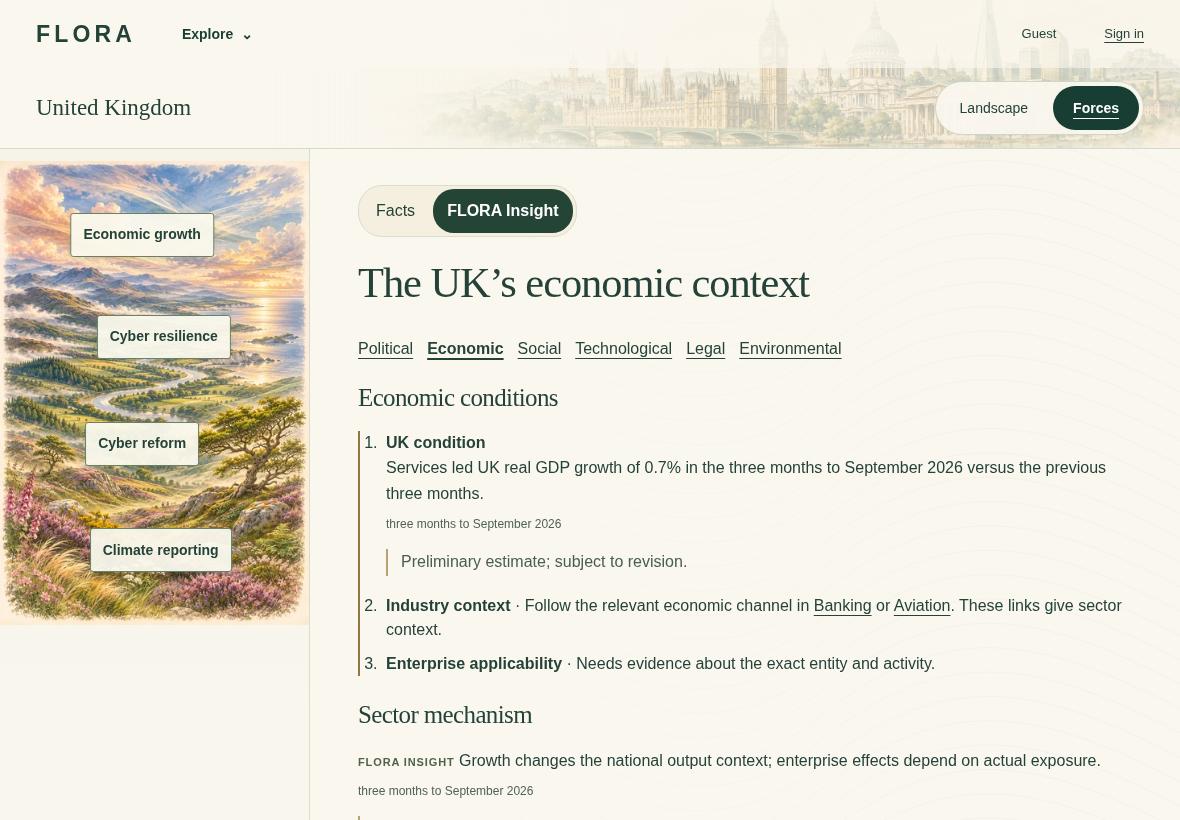 FLORA
Explore
Guest
Sign in
United Kingdom
Landscape
Forces
Economic growth
Cyber resilience
Cyber reform
Climate reporting
Facts
FLORA Insight
The UK’s economic context
Political Economic Social Technological Legal Environmental
Economic conditions
1. UK condition
Services led UK real GDP growth of 0.7% in the three months to September 2026 versus the previous
three months.
three months to September 2026
Preliminary estimate; subject to revision.
2. Industry context · Follow the relevant economic channel in Banking or Aviation. These links give sector
context.
3. Enterprise applicability · Needs evidence about the exact entity and activity.
Sector mechanism
FLORA INSIGHT Growth changes the national output context; enterprise effects depend on actual exposure.
three months to September 2026